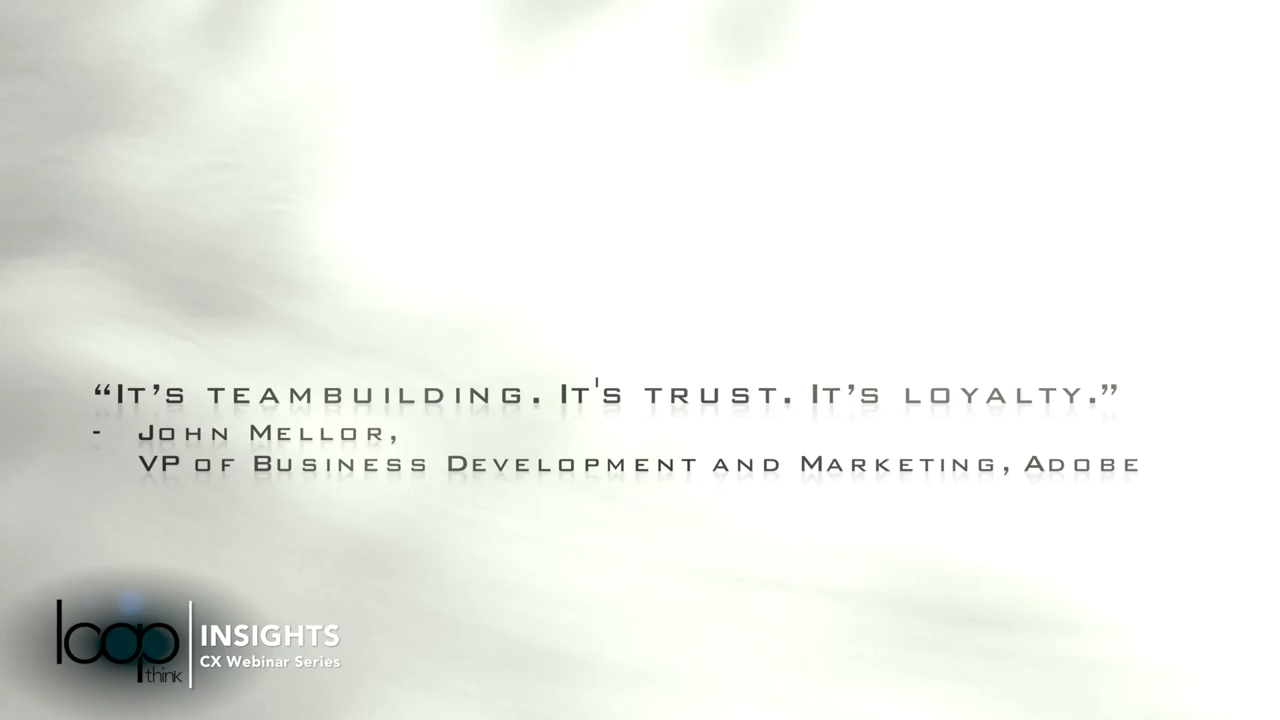 “It’s teambuilding. It's trust. It’s loyalty.”
- John Mellor,
VP of Business Development and Marketing, Adobe
loop
think
INSIGHTS
CX Webinar Series